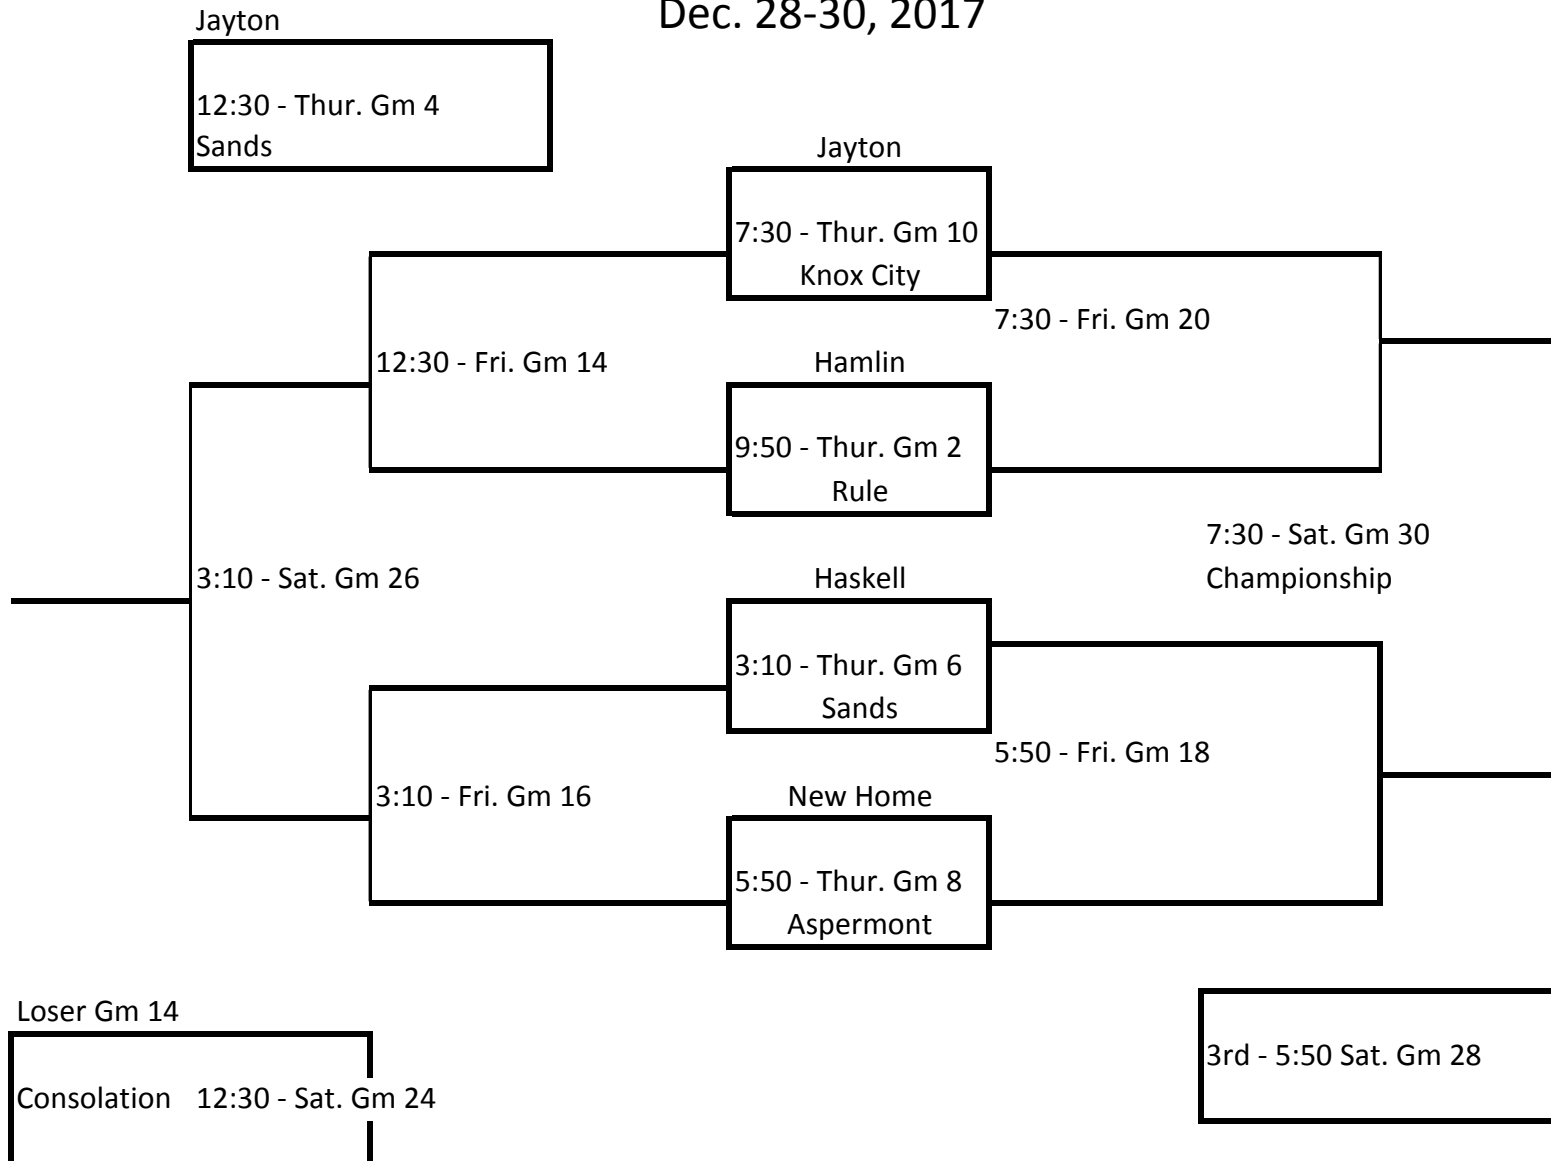 Dec. 28-30, 2017
Jayton
12:30 - Thur. Gm 4
Sands
Jayton
7:30 - Thur. Gm 10
Knox City
7:30 - Fri. Gm 20
12:30 - Fri. Gm 14
Hamlin
9:50 - Thur. Gm 2
Rule
7:30 - Sat. Gm 30
Championship
3:10 - Sat. Gm 26
Haskell
3:10 - Thur. Gm 6
Sands
5:50 - Fri. Gm 18
3:10 - Fri. Gm 16
New Home
5:50 - Thur. Gm 8
Aspermont
Loser Gm 14
Consolation 12:30 - Sat. Gm 24
3rd - 5:50 Sat. Gm 28